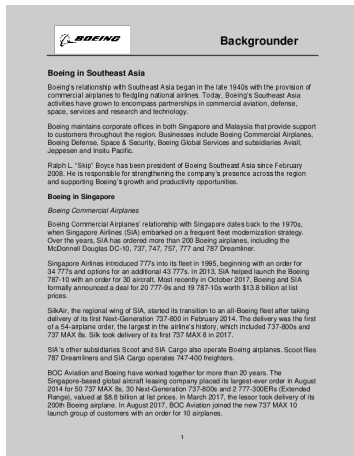 BOEING
Backgrounder
Boeing in Southeast Asia
Boeing's relationship with Southeast Asia began in the late 1940s with the provision of
commercial airplanes to fledgling national airlines. Today, Boeing's Southeast Asia
activities have grown to encompass partnerships in commercial aviation, defense,
space, services and research and technology.
Boeing maintains corporate offices in both Singapore and Malaysia that provide support
to customers throughout the region. Businesses include Boeing Commercial Airplanes,
Boeing Defense, Space & Security, Boeing Global Services and subsidiaries Aviall,
Jeppesen and Insitu Pacific.
Ralph L. "Skip" Boyce has been president of Boeing Southeast Asia since February
2008. He is responsible for strengthening the company's presence across the region
and supporting Boeing's growth and productivity opportunities.
Boeing in Singapore
Boeing Commercial Airplanes
Boeing Commercial Airplanes' relationship with Singapore dates back to the 1970s,
when Singapore Airlines (SIA) embarked on a frequent fleet modernization strategy.
Over the years, SIA has ordered more than 200 Boeing airplanes, including the
McDonnell Douglas DC-10, 737, 747, 757, 777 and 787 Dreamliner.
Singapore Airlines introduced 777s into its fleet in 1995, beginning with an order for
34 777s and options for an additional 43 777s. In 2013, SIA helped launch the Boeing
787-10 with an order for 30 aircraft. Most recently in October 2017, Boeing and SIA
formally announced a deal for 20 777-9s and 19 787-10s worth $13.8 billion at list
prices.
SilkAir, the regional wing of SIA, started its transition to an all-Boeing fleet after taking
delivery of its first Next-Generation 737-800 in February 2014. The delivery was the first
of a 54-airplane order, the largest in the airline's history, which included 737-800s and
737 MAX 8s. Silk took delivery of its first 737 MAX 8 in 2017.
SIA's other subsidiaries Scoot and SIA Cargo also operate Boeing airplanes. Scoot flies
787 Dreamliners and SIA Cargo operates 747-400 freighters.
BOC Aviation and Boeing have worked together for more than 20 years. The
Singapore-based global aircraft leasing company placed its largest-ever order in August
2014 for 50 737 MAX 8s, 30 Next-Generation 737-800s and 2 777-300ERs (Extended
Range), valued at $8.8 billion at list prices. In March 2017, the lessor took delivery of its
200th Boeing airplane. In August 2017, BOC Aviation joined the new 737 MAX 10
launch group of customers with an order for 10 airplanes.
1